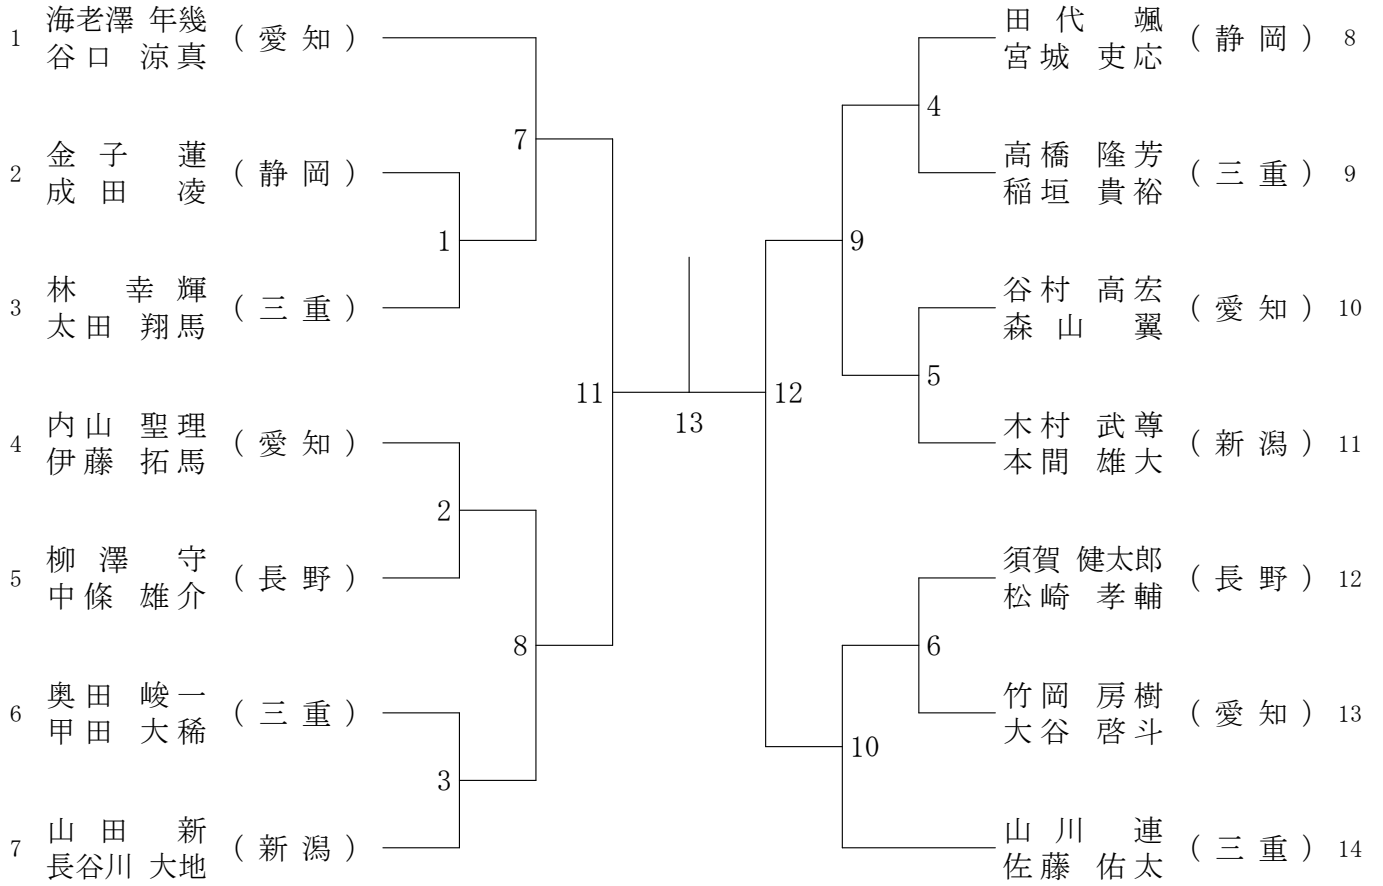 1 海老澤 年幾 (愛知)
谷口 涼真
2 金子 蓮 (静岡)
成田 凌
3 林 幸輝 (三重)
太田 翔馬
4 内山 聖理 (愛知)
伊藤 拓馬
5 柳澤 守 (長野)
中條 雄介
6 奥田 峻一 (三重)
甲田 大稀
7 山田 新 (新潟)
長谷川 大地
7
1
11
2
8
3
13
12
4
9
5
6
10
田代 颯 (静岡) 8
宮城 吏応
高橋 隆芳 (三重) 9
稲垣 貴裕
谷村 高宏 (愛知) 10
森山 翼
木村 武尊 (新潟) 11
本間 雄大
須賀 健太郎 (長野) 12
松崎 孝輔
竹岡 房樹 (愛知) 13
大谷 啓斗
山川 連 (三重) 14
佐藤 佑太